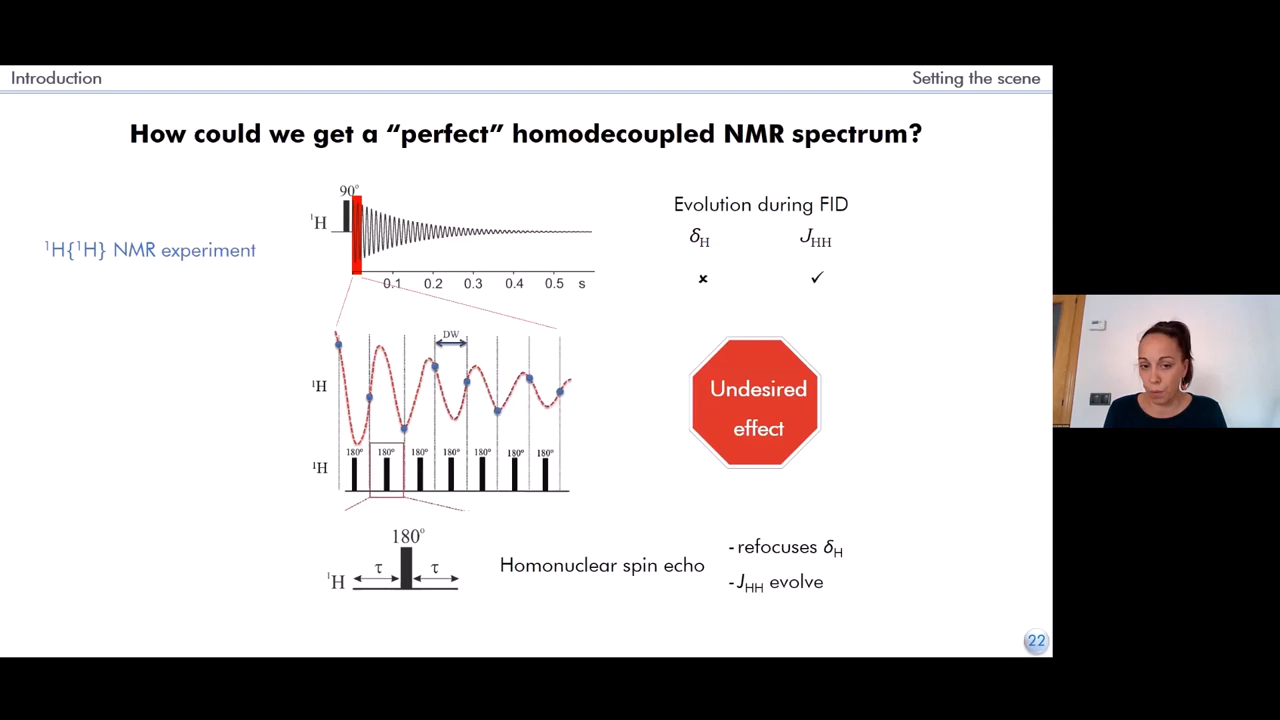 Introduction
Setting the scene
How could we get a “perfect” homodecoupled NMR spectrum?
¹H{¹H} NMR experiment
90°
¹H
0.1 0.2 0.3 0.4 0.5 s
Evolution during FID
δH JHH
× ✓
DW
¹H
180° 180° 180° 180° 180° 180° 180°
¹H
Undesired
effect
180°
τ τ
¹H
Homonuclear spin echo
- refocuses δH
- JHH evolve
22